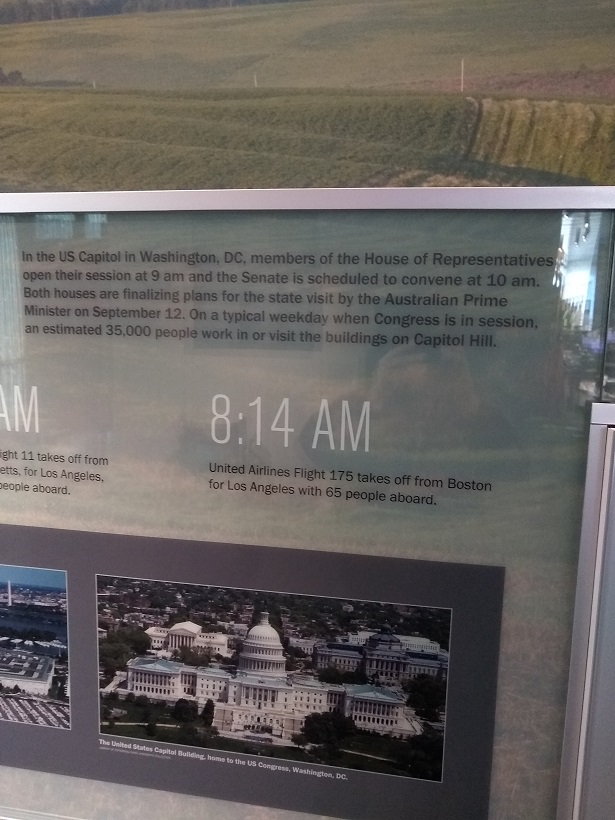 In the US Capitol in Washington, DC, members of the House of Representatives
open their session at 9 am and the Senate is scheduled to convene at 10 am.
Both houses are finalizing plans for the state visit by the Australian Prime
Minister on September 12. On a typical weekday when Congress is in session,
an estimated 35,000 people work in or visit the buildings on Capitol Hill.
AM
ight 11 takes off from
etts, for Los Angeles,
people aboard.
8:14 AM
United Airlines Flight 175 takes off from Boston
for Los Angeles with 65 people aboard.
The United States Capitol Building, home to the US Congress, Washington, DC.